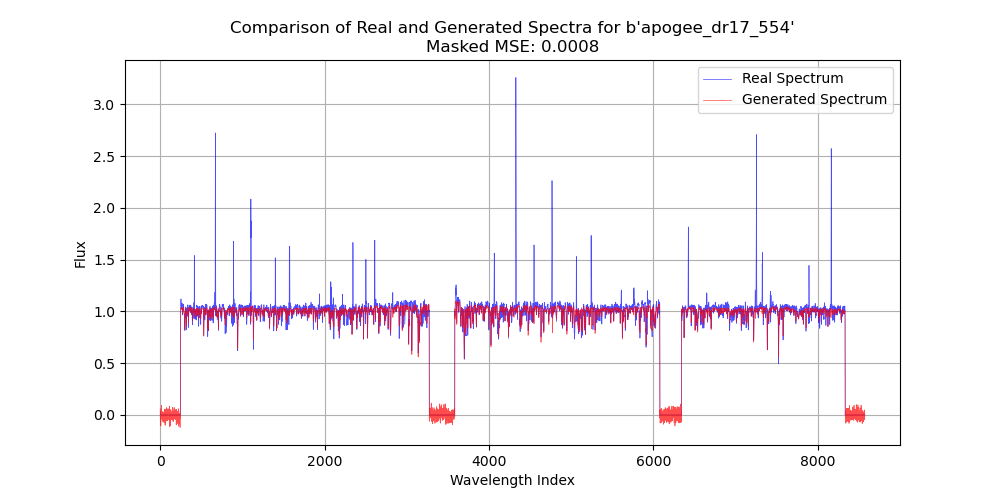 Comparison of Real and Generated Spectra for b'apogee_dr17_554'
Masked MSE: 0.0008
Real Spectrum
Generated Spectrum
3.0
2.5
2.0
1.5
1.0
0.5
0.0
Flux
0 2000 4000 6000 8000
Wavelength Index